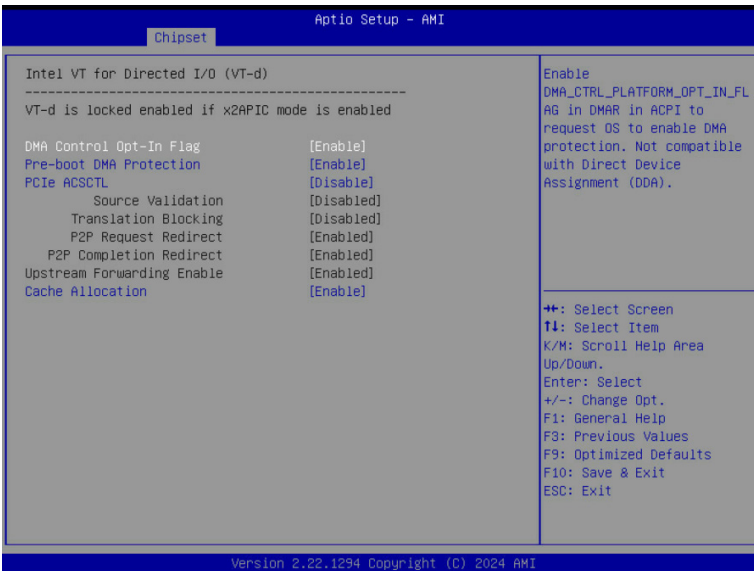 Aptio Setup – AMI
Chipset
Intel VT for Directed I/O (VT-d)
--------------------------------------------------
VT-d is locked enabled if x2APIC mode is enabled
DMA Control Opt-In Flag [Enable]
Pre-boot DMA Protection [Enable]
PCIe ACSCTL [Disable]
Source Validation [Disabled]
Translation Blocking [Disabled]
P2P Request Redirect [Enabled]
P2P Completion Redirect [Enabled]
Upstream Forwarding Enable [Enabled]
Cache Allocation [Enable]
Enable
DMA_CTRL_PLATFORM_OPT_IN_FL
AG in DMAR in ACPI to
request OS to enable DMA
protection. Not compatible
with Direct Device
Assignment (DDA).
→←: Select Screen
↑↓: Select Item
K/M: Scroll Help Area
Up/Down.
Enter: Select
+/-: Change Opt.
F1: General Help
F3: Previous Values
F9: Optimized Defaults
F10: Save & Exit
ESC: Exit
Version 2.22.1294 Copyright (C) 2024 AMI